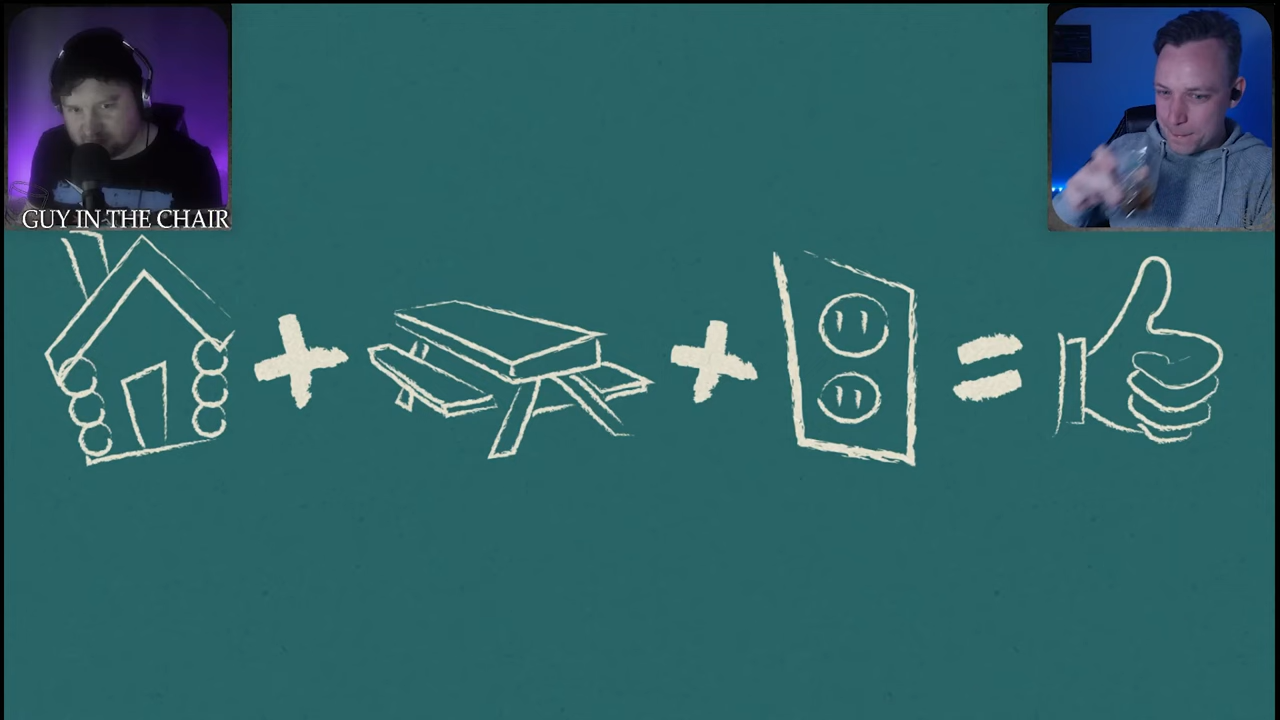 GUY IN THE CHAIR
+ + =